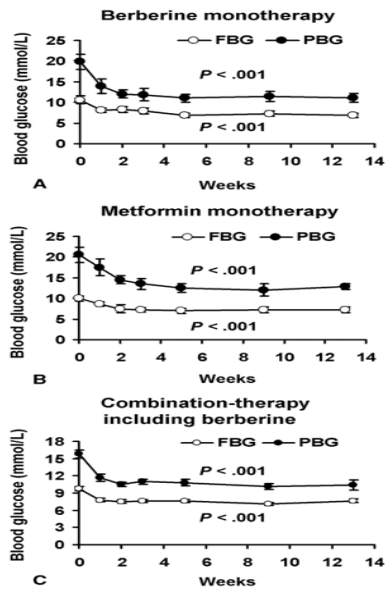 Berberine monotherapy
FBG PBG
25
20
15
10
5
0
P < .001
P < .001
Blood glucose (mmol/L)
0 2 4 6 8 10 12 14
A Weeks
Metformin monotherapy
FBG PBG
25
20
15
10
5
0
P < .001
P < .001
Blood glucose (mmol/L)
0 2 4 6 8 10 12 14
B Weeks
Combination-therapy
including berberine
FBG PBG
18
15
12
9
6
3
0
P < .001
P < .001
Blood glucose (mmol/L)
0 2 4 6 8 10 12 14
C Weeks